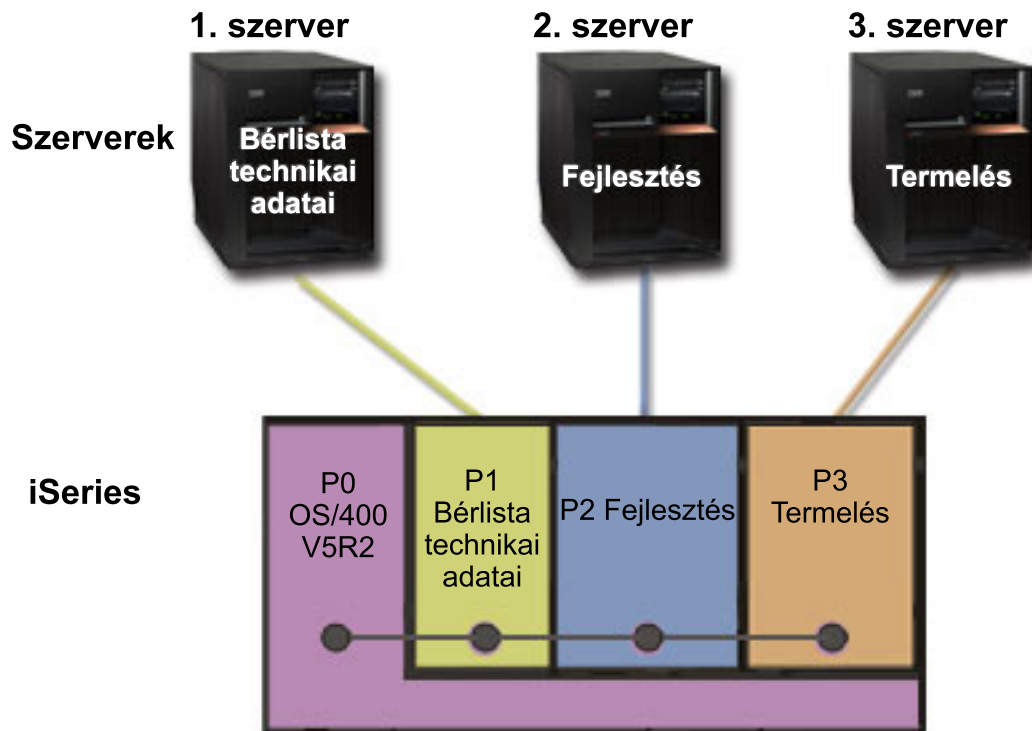 1. szerver
2. szerver
3. szerver
Szerverek
Bérlista
technikai
adatai
Fejlesztés
Termelés
iSeries
P0
OS/400
V5R2
P1
Bérlista
technikai
adatai
P2 Fejlesztés
P3
Termelés